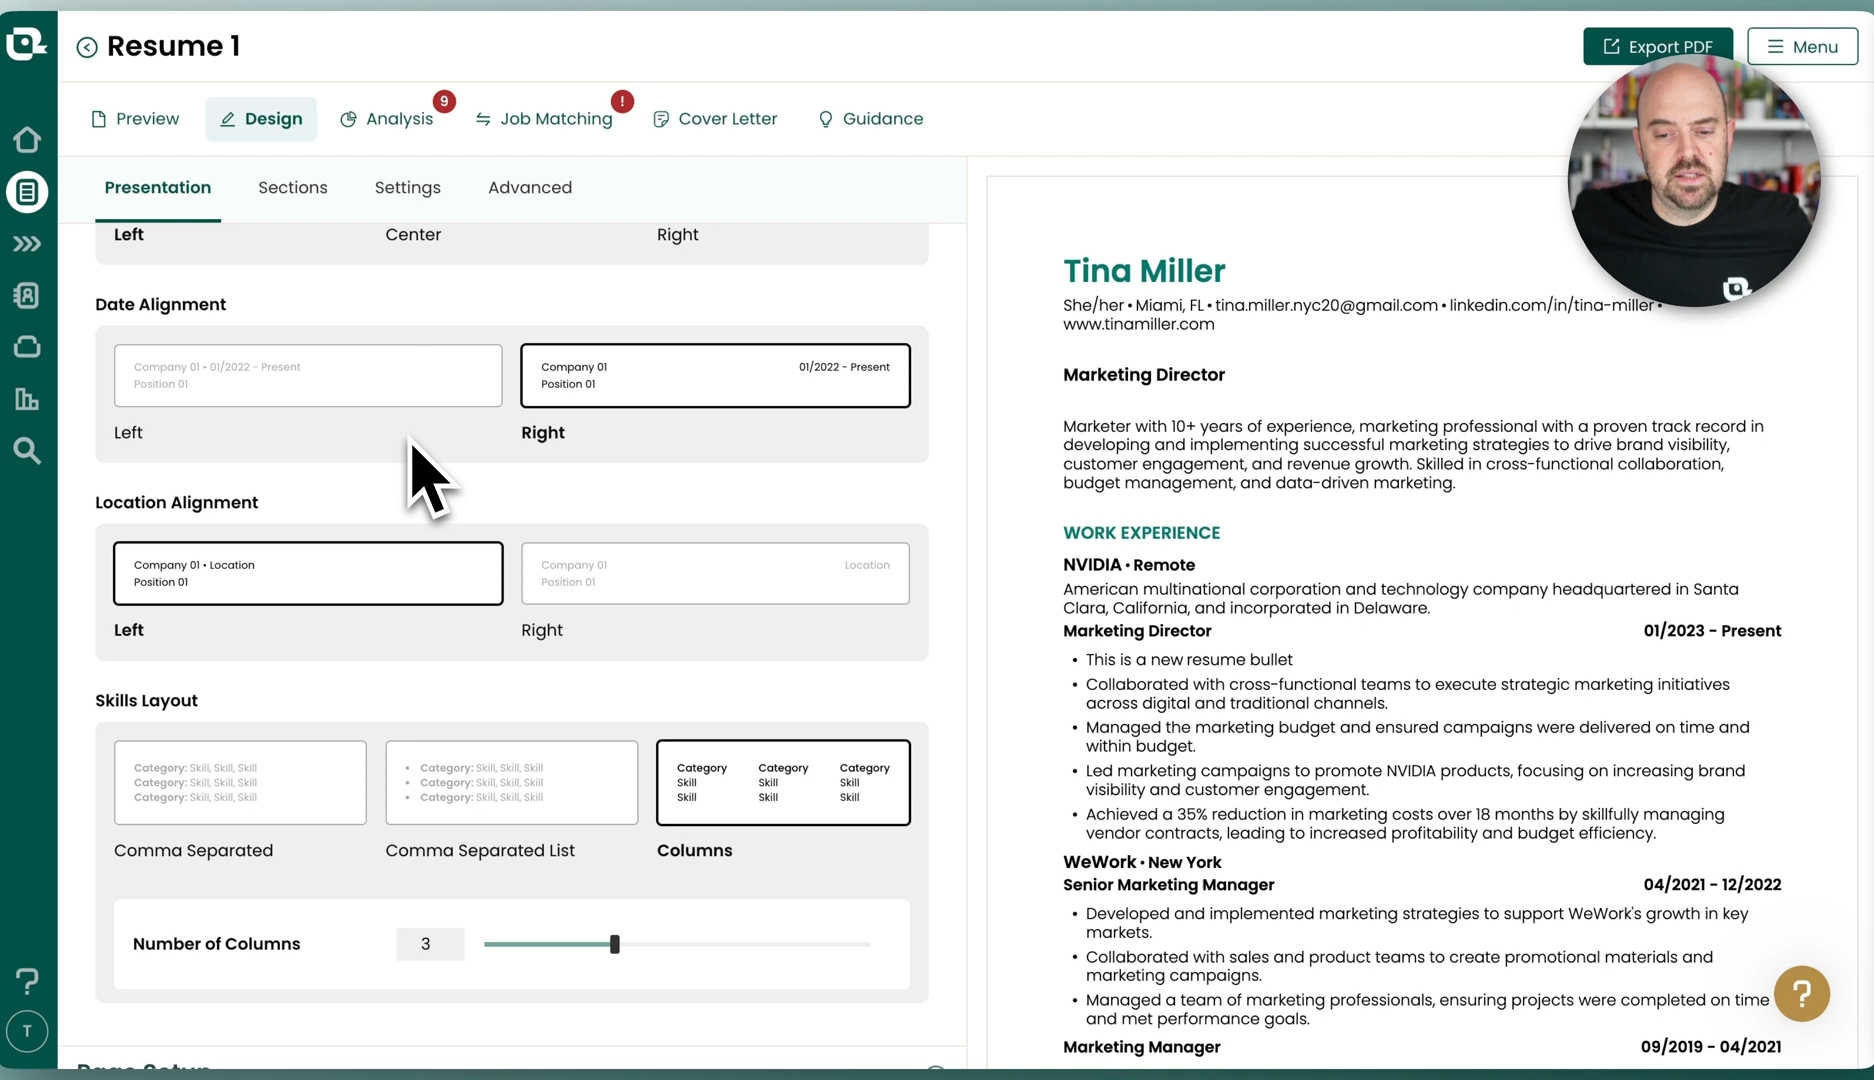 Resume 1
Export PDF
Menu
Preview
Design
Analysis
9
Job Matching
!
Cover Letter
Guidance
Presentation
Sections
Settings
Advanced
Left
Center
Right
Date Alignment
Company 01 • 01/2022 - Present
Position 01
Company 01
01/2022 - Present
Position 01
Left
Right
Location Alignment
Company 01 • Location
Position 01
Company 01
Location
Position 01
Left
Right
Skills Layout
Category: Skill, Skill, Skill
Category: Skill, Skill, Skill
Category: Skill, Skill, Skill
• Category: Skill, Skill, Skill
• Category: Skill, Skill, Skill
• Category: Skill, Skill, Skill
Category Category Category
Skill Skill Skill
Skill Skill Skill
Comma Separated
Comma Separated List
Columns
Number of Columns
3
?
T
Tina Miller
She/her • Miami, FL • tina.miller.nyc20@gmail.com • linkedin.com/in/tina-miller •
www.tinamiller.com
Marketing Director
Marketer with 10+ years of experience, marketing professional with a proven track record in
developing and implementing successful marketing strategies to drive brand visibility,
customer engagement, and revenue growth. Skilled in cross-functional collaboration,
budget management, and data-driven marketing.
WORK EXPERIENCE
NVIDIA • Remote
American multinational corporation and technology company headquartered in Santa
Clara, California, and incorporated in Delaware.
Marketing Director 01/2023 - Present
• This is a new resume bullet
• Collaborated with cross-functional teams to execute strategic marketing initiatives
across digital and traditional channels.
• Managed the marketing budget and ensured campaigns were delivered on time and
within budget.
• Led marketing campaigns to promote NVIDIA products, focusing on increasing brand
visibility and customer engagement.
• Achieved a 35% reduction in marketing costs over 18 months by skillfully managing
vendor contracts, leading to increased profitability and budget efficiency.
WeWork • New York
Senior Marketing Manager 04/2021 - 12/2022
• Developed and implemented marketing strategies to support WeWork's growth in key
markets.
• Collaborated with sales and product teams to create promotional materials and
marketing campaigns.
• Managed a team of marketing professionals, ensuring projects were completed on time
and met performance goals.
Marketing Manager 09/2019 - 04/2021
?